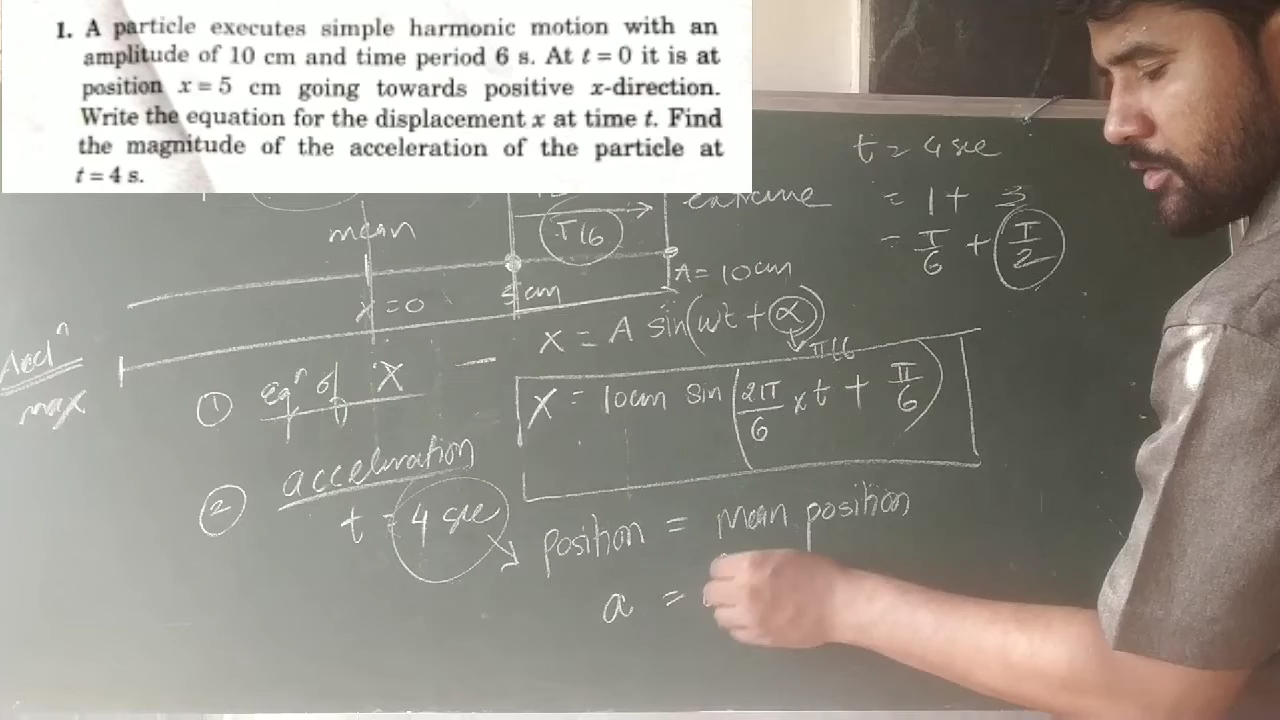 1. A particle executes simple harmonic motion with an
amplitude of 10 cm and time period 6 s. At t = 0 it is at
position x = 5 cm going towards positive x-direction.
Write the equation for the displacement x at time t. Find
the magnitude of the acceleration of the particle at
t = 4 s.
t = 4 sec
= 1 + 3
= π/6 + π/2
extreme
mean
π/6
A = 10cm
x = 0
5 cm
x = A sin(ωt + α)
π/6
Accl^n
max
① eq^n of X —
X = 10cm sin(2π/6 × t + π/6)
② acceleration
t = 4 sec
position = mean position
a =